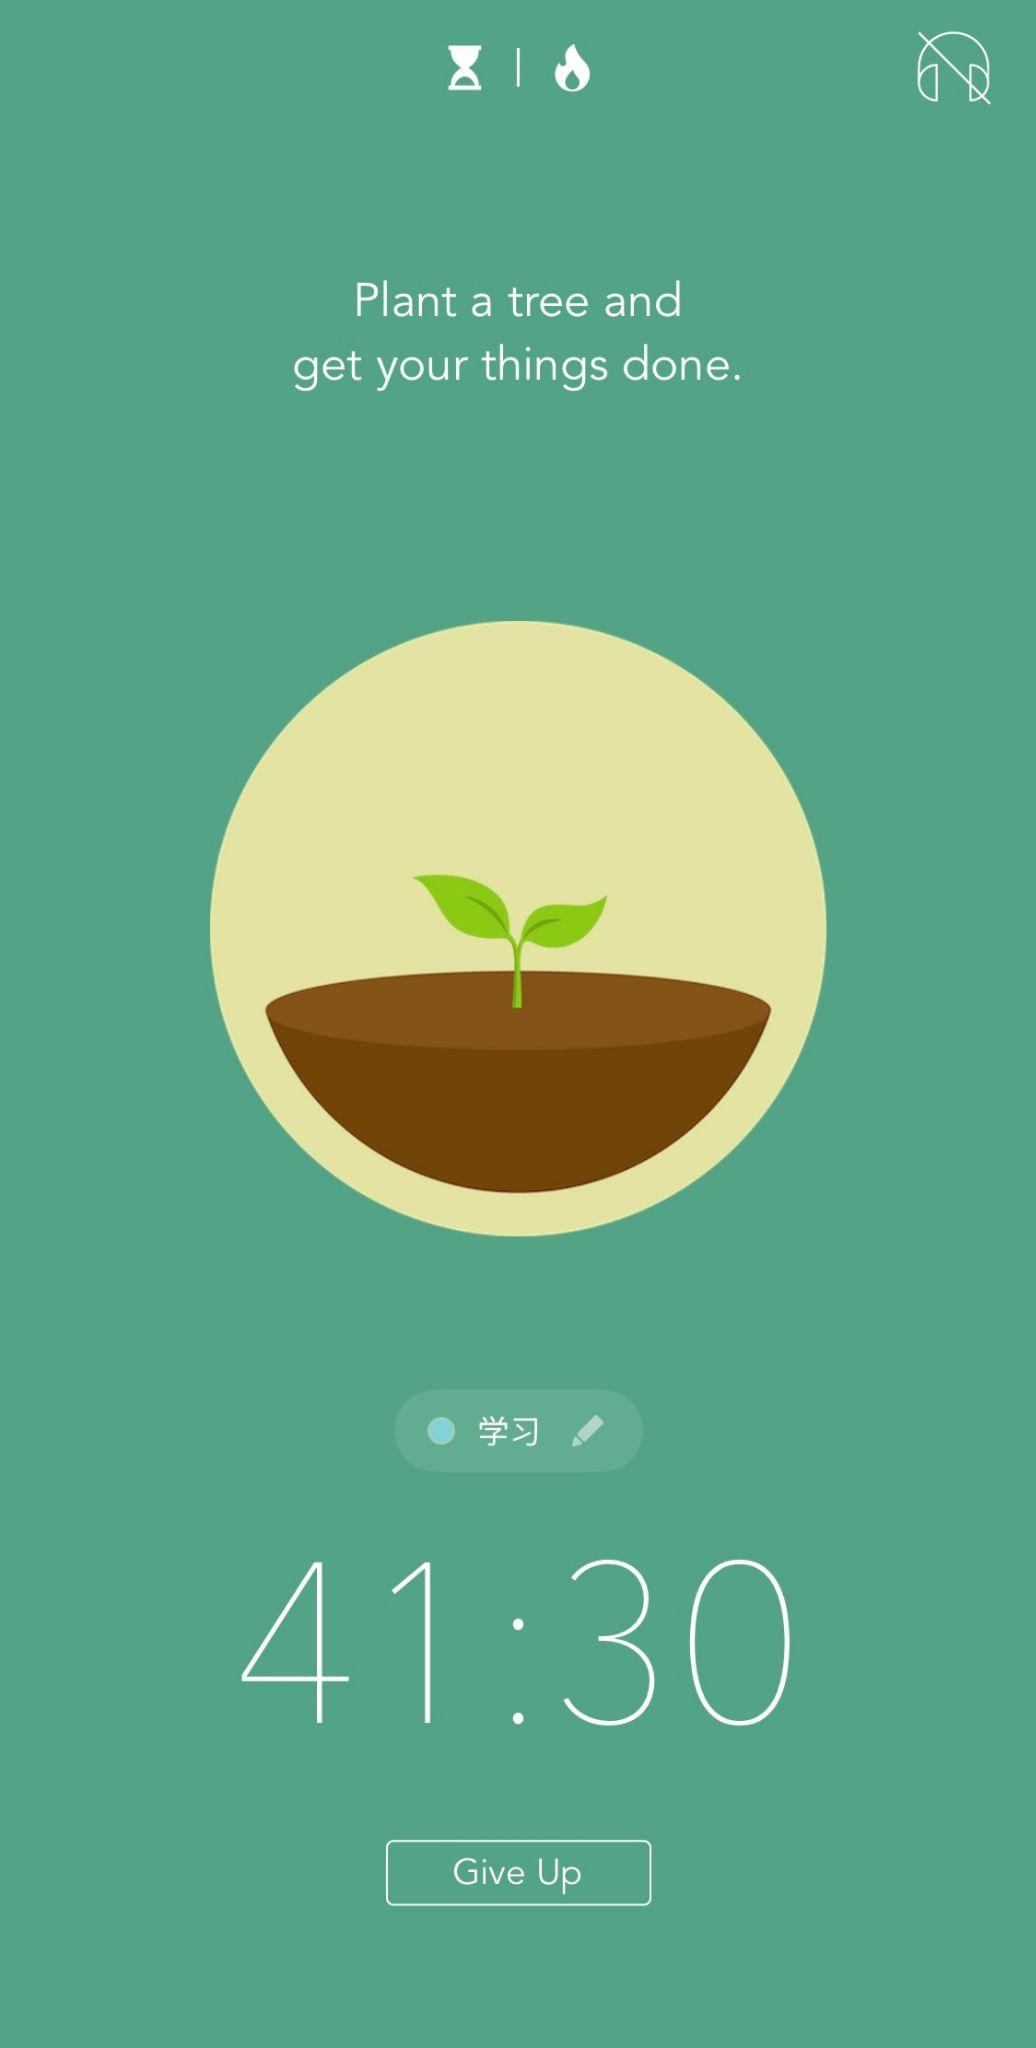 Plant a tree and
get your things done.
学习
41:30
Give Up